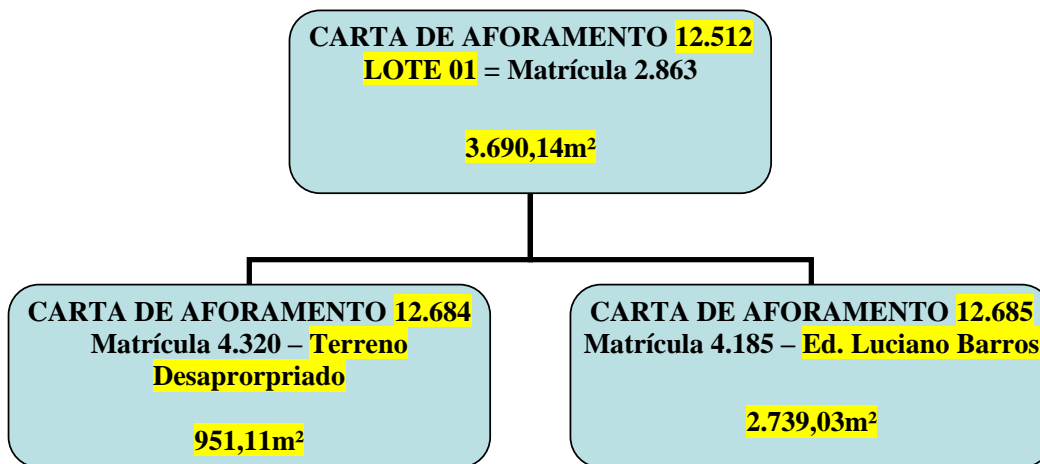 CARTA DE AFORAMENTO 12.512
LOTE 01 = Matrícula 2.863
3.690,14m²
CARTA DE AFORAMENTO 12.684
Matrícula 4.320 – Terreno
Desaprorpriado
951,11m²
CARTA DE AFORAMENTO 12.685
Matrícula 4.185 – Ed. Luciano Barros
2.739,03m²